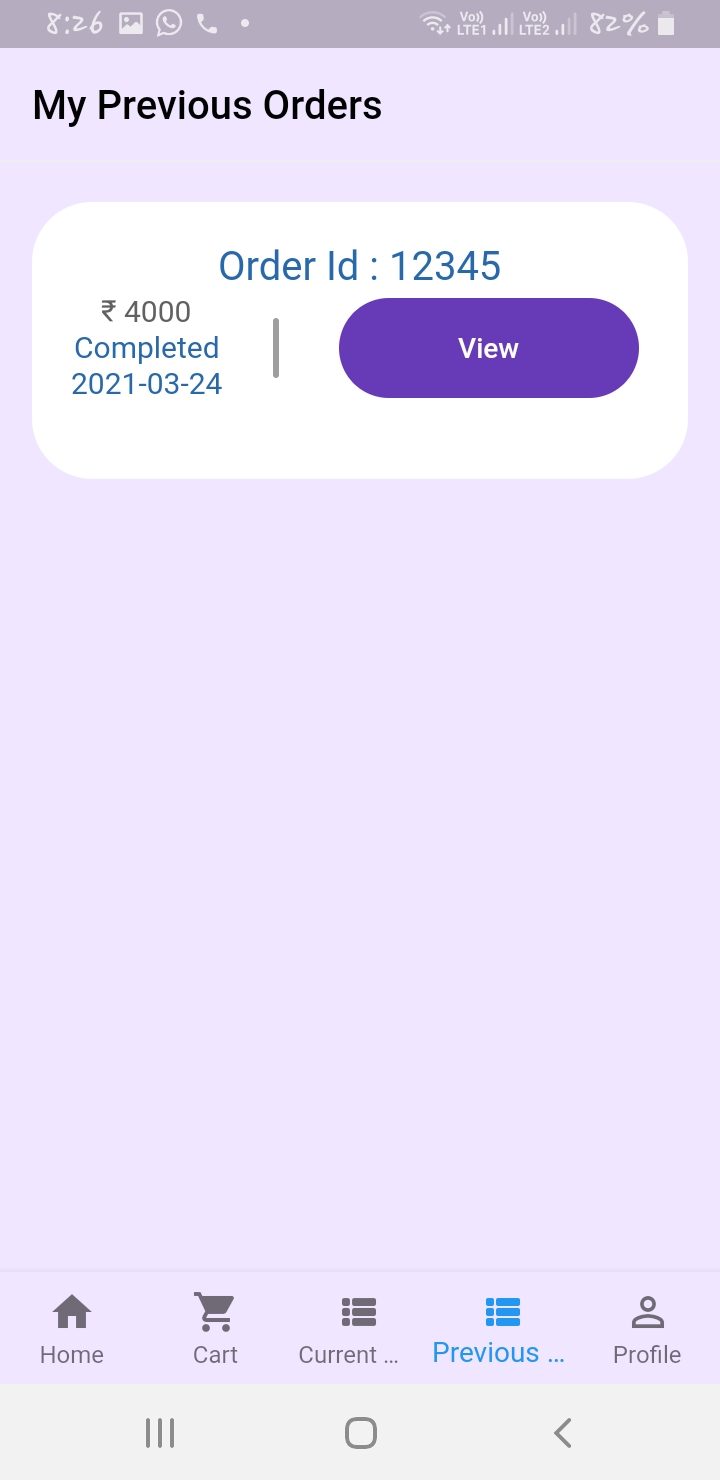 8:26 Vo)) LTE1 Vo)) LTE2 82%
My Previous Orders
Order Id : 12345
₹ 4000
Completed
2021-03-24
View
Home Cart Current ... Previous ... Profile